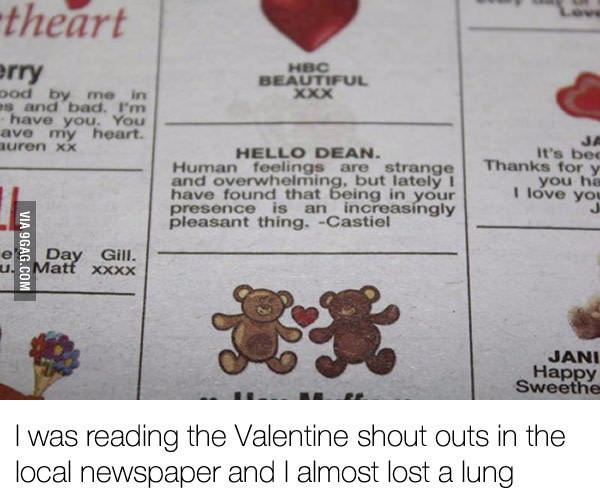 theart
erry
ood by me in
es and bad. I'm
have you. You
ave my heart.
auren xx
Day Gill.
u. Matt xxxx
HBC
BEAUTIFUL
XXX
HELLO DEAN.
Human feelings are strange
and overwhelming, but lately I
have found that being in your
presence is an increasingly
pleasant thing. -Castiel
Love
JA
It's bee
Thanks for y
you ha
I love you
J
JANI
Happy
Sweethe
VIA 9GAG.COM
I was reading the Valentine shout outs in the
local newspaper and I almost lost a lung